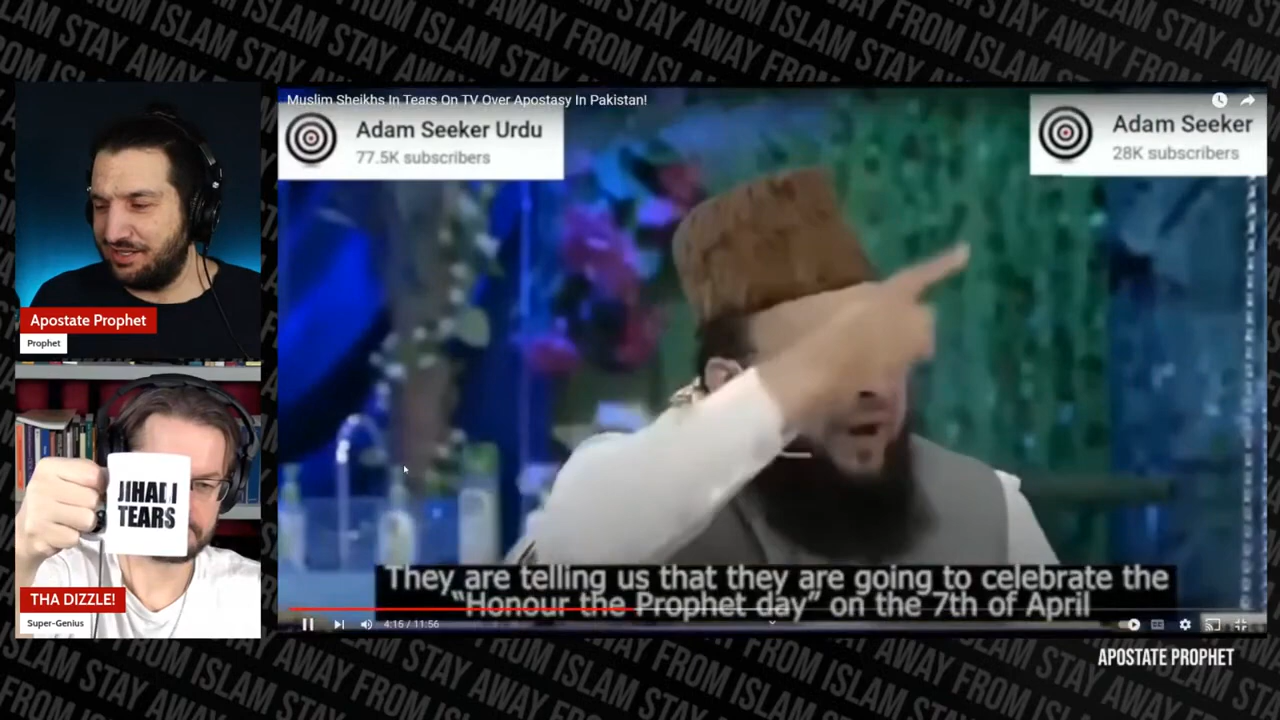 STAY AWAY FROM ISLAM
Muslim Sheikhs In Tears On TV Over Apostasy In Pakistan!
Adam Seeker Urdu
77.5K subscribers
Adam Seeker
28K subscribers
Apostate Prophet
Prophet
JIHADI
TEARS
THA DIZZLE!
Super-Genius
They are telling us that they are going to celebrate the
“Honour the Prophet day” on the 7th of April
4:16 / 11:56
APOSTATE PROPHET